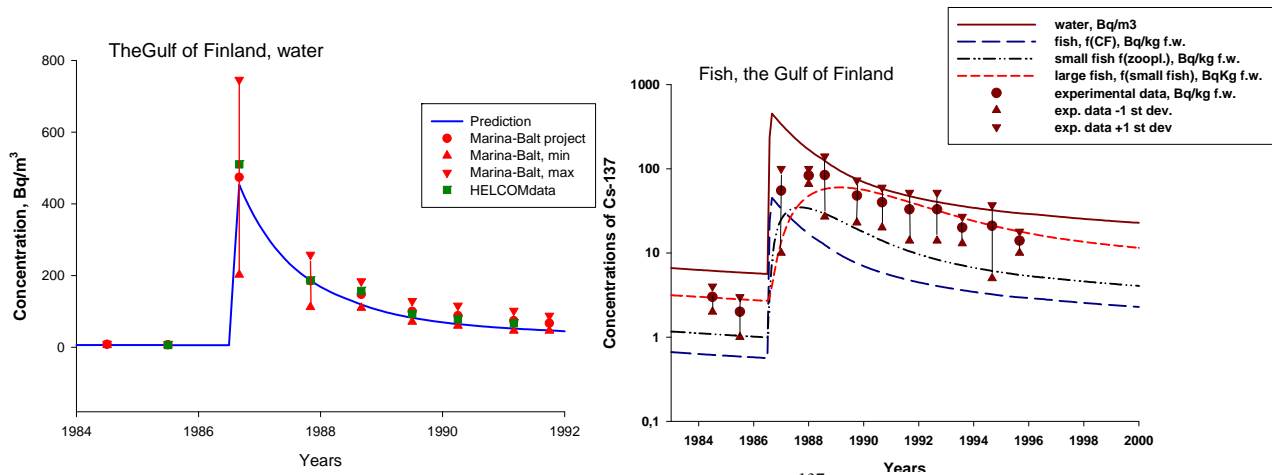 TheGulf of Finland, water
Concentration, Bq/m3
800
600
400
200
0
1984
1986
1988
1990
1992
Years
Prediction
Marina-Balt project
Marina-Balt, min
Marina-Balt, max
HELCOMdata
water, Bq/m3
fish, f(CF), Bq/kg f.w.
small fish f(zoopl.), Bq/kg f.w.
large fish, f(small fish), BqKg f.w.
experimental data, Bq/kg f.w.
exp. data -1 st dev.
exp. data +1 st dev
Fish, the Gulf of Finland
Concentrations of Cs-137
1000
100
10
1
0,1
1984
1986
1988
1990
1992
1994
1996
1998
2000
Years